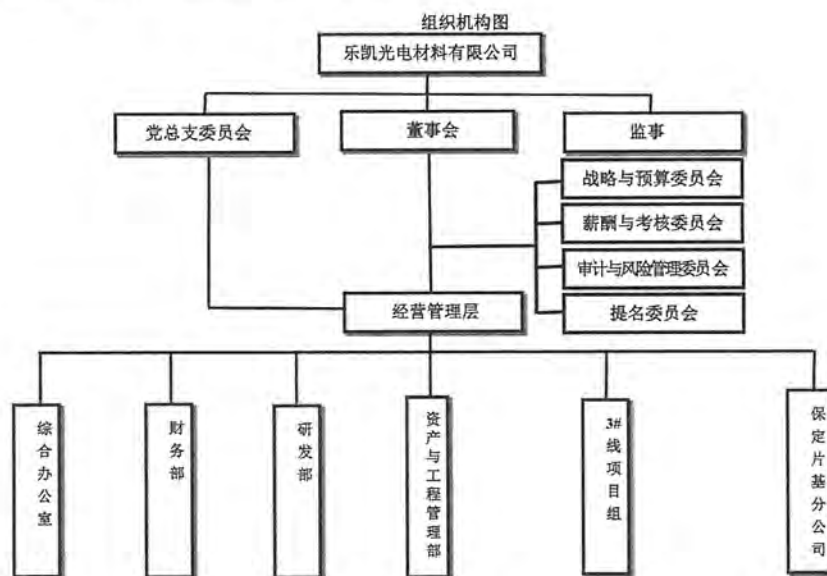 组织机构图
乐凯光电材料有限公司
党总支委员会
董事会
监事
战略与预算委员会
薪酬与考核委员会
审计与风险管理委员会
提名委员会
经营管理层
综合办公室
财务部
研发部
资产与工程管理部
3#线项目组
保定片基分公司